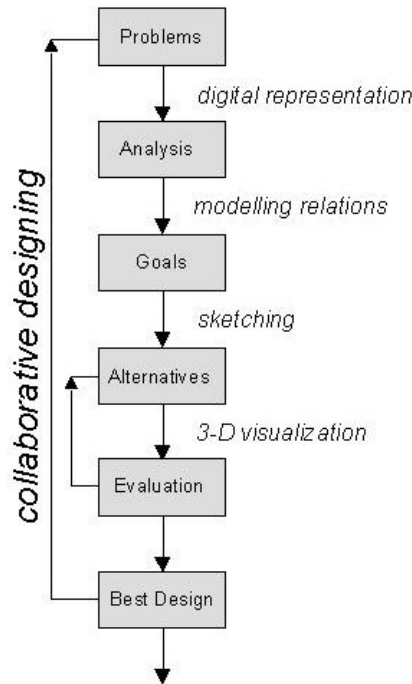 Problems
digital representation
Analysis
modelling relations
Goals
sketching
Alternatives
3-D visualization
Evaluation
Best Design
collaborative designing